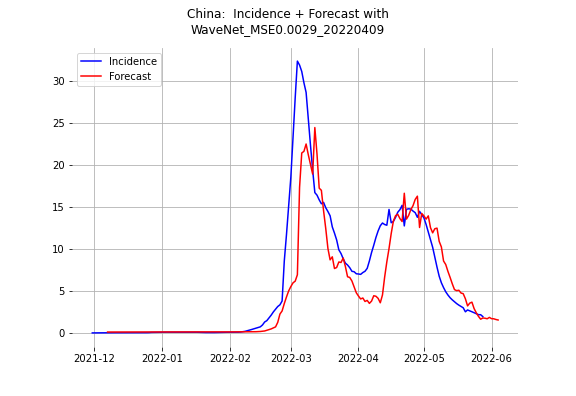 China:  Incidence + Forecast with
WaveNet_MSE0.0029_20220409
Incidence
Forecast
30
25
20
15
10
5
0
2021-12 2022-01 2022-02 2022-03 2022-04 2022-05 2022-06